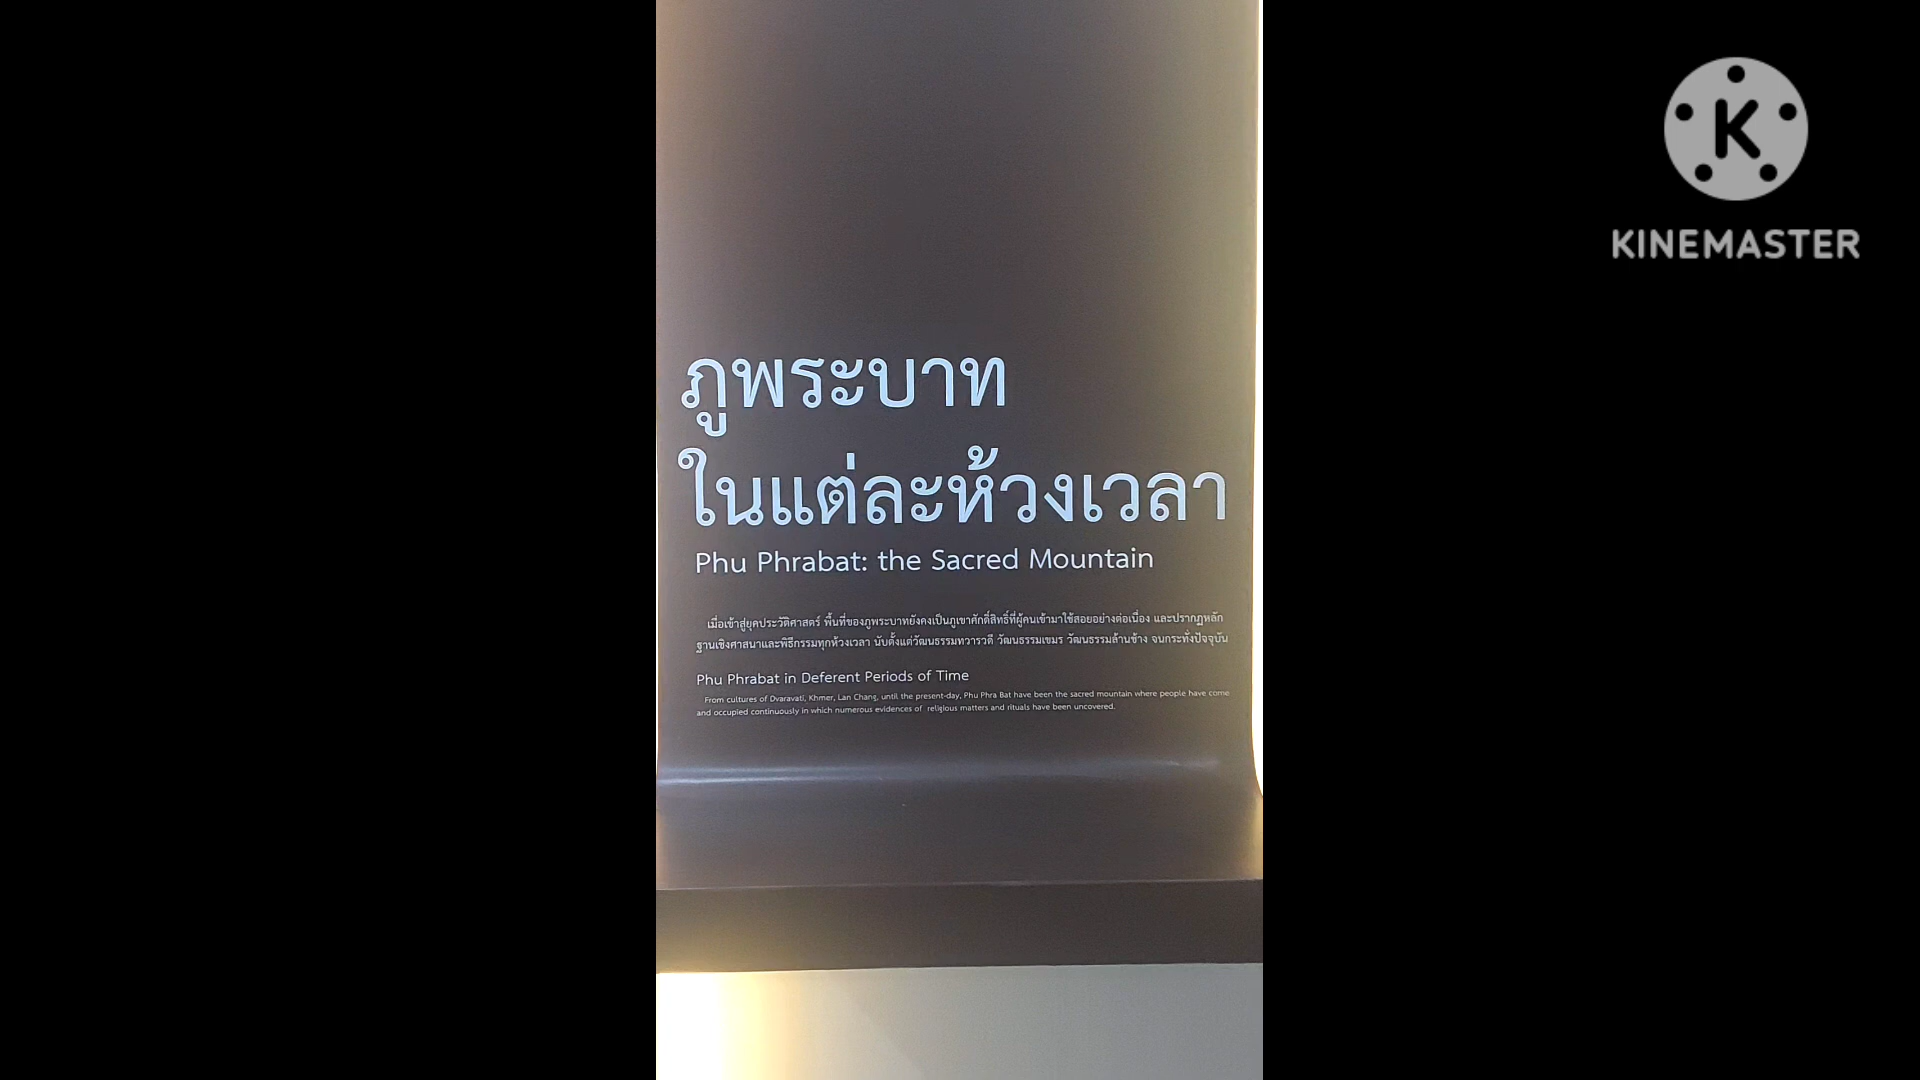 ภูพระบาท
ในแต่ละห้วงเวลา
Phu Phrabat: the Sacred Mountain
เมื่อเข้าสู่ยุคประวัติศาสตร์ พื้นที่ของภูพระบาทยังคงเป็นภูเขาศักดิ์สิทธิ์ที่ผู้คนเข้ามาใช้สอยอย่างต่อเนื่อง และปรากฏหลัก
ฐานเชิงศาสนาและพิธีกรรมทุกห้วงเวลา นับตั้งแต่วัฒนธรรมทวารวดี วัฒนธรรมเขมร วัฒนธรรมล้านช้าง จนกระทั่งปัจจุบัน
Phu Phrabat in Deferent Periods of Time
From cultures of Dvaravati, Khmer, Lan Chang, until the present-day, Phu Phra Bat have been the sacred mountain where people have come
and occupied continuously in which numerous evidences of religious matters and rituals have been uncovered.
K
KINEMASTER